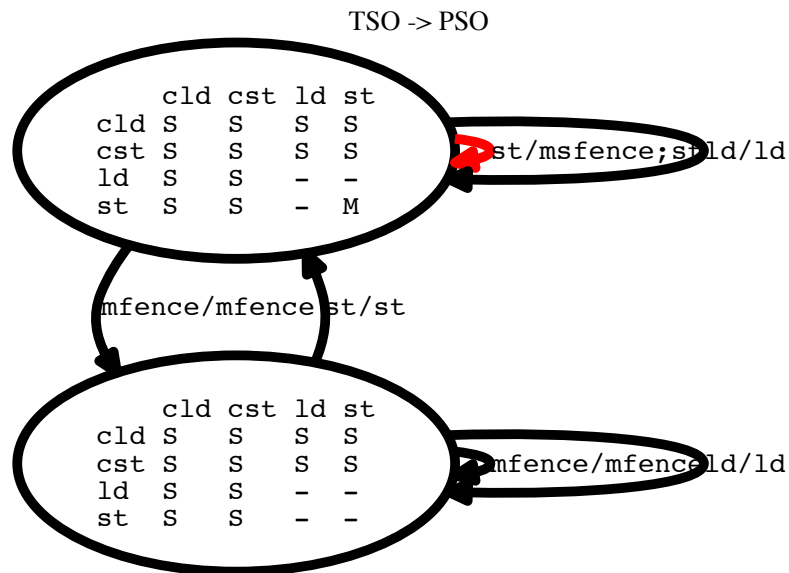 TSO -> PSO
cld cst ld st
cld S S S S
cst S S S S
ld S S - -
st S S - M
st/msfence;st
ld/ld
mfence/mfence
st/st
cld cst ld st
cld S S S S
cst S S S S
ld S S - -
st S S - -
mfence/mfence
ld/ld